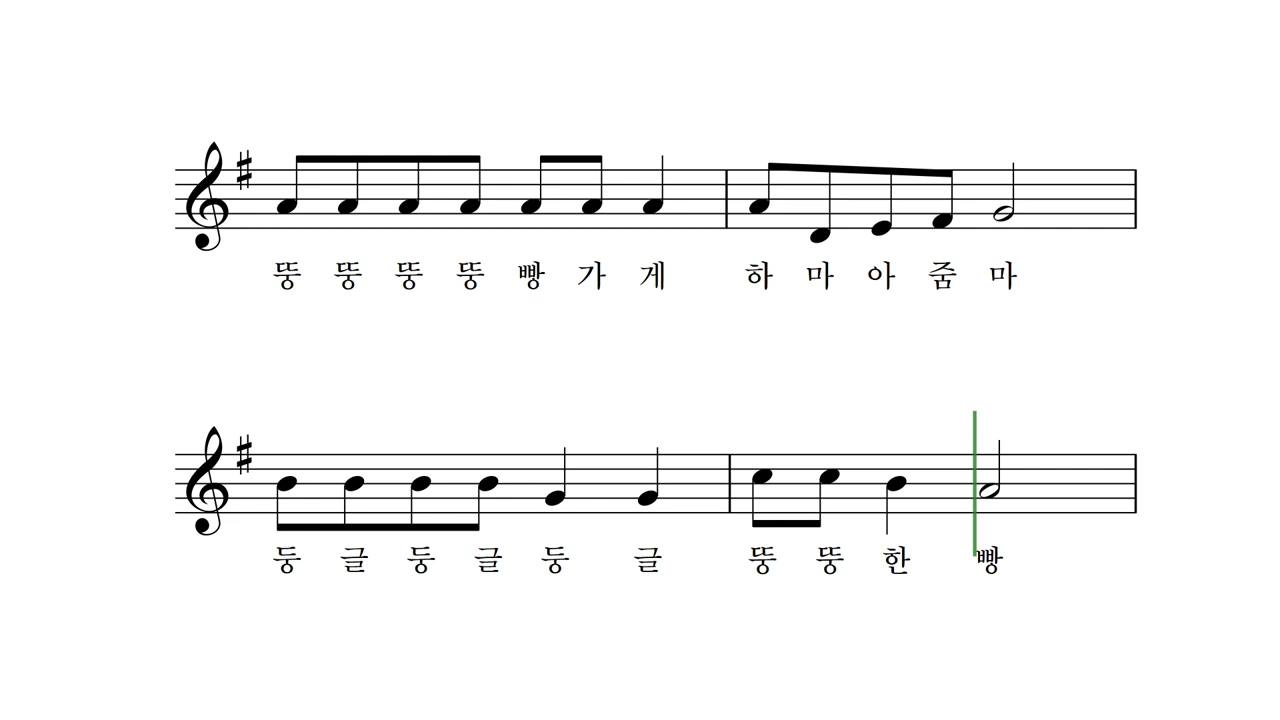 뚱 뚱 뚱 뚱 빵 가 게 하 마 아 줌 마
둥 글 둥 글 둥 글 뚱 뚱 한 빵